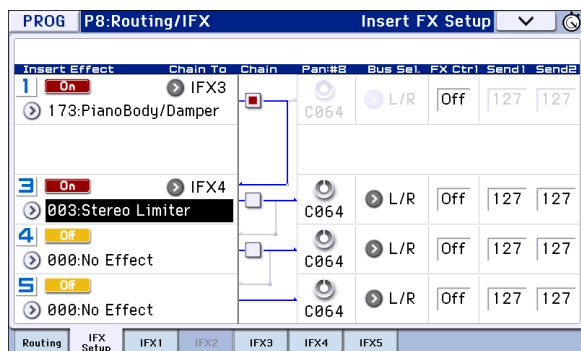 PROG P8:Routing/IFX Insert FX Setup
Insert Effect Chain To Chain Pan:#8 Bus Sel. FX Ctrl Send1 Send2
1 On IFX3
173:PianoBody/Damper C064 L/R Off 127 127
3 On IFX4
003:Stereo Limiter C064 L/R Off 127 127
4 Off
000:No Effect C064 L/R Off 127 127
5 Off
000:No Effect C064 L/R Off 127 127
Routing IFX Setup IFX1 IFX2 IFX3 IFX4 IFX5